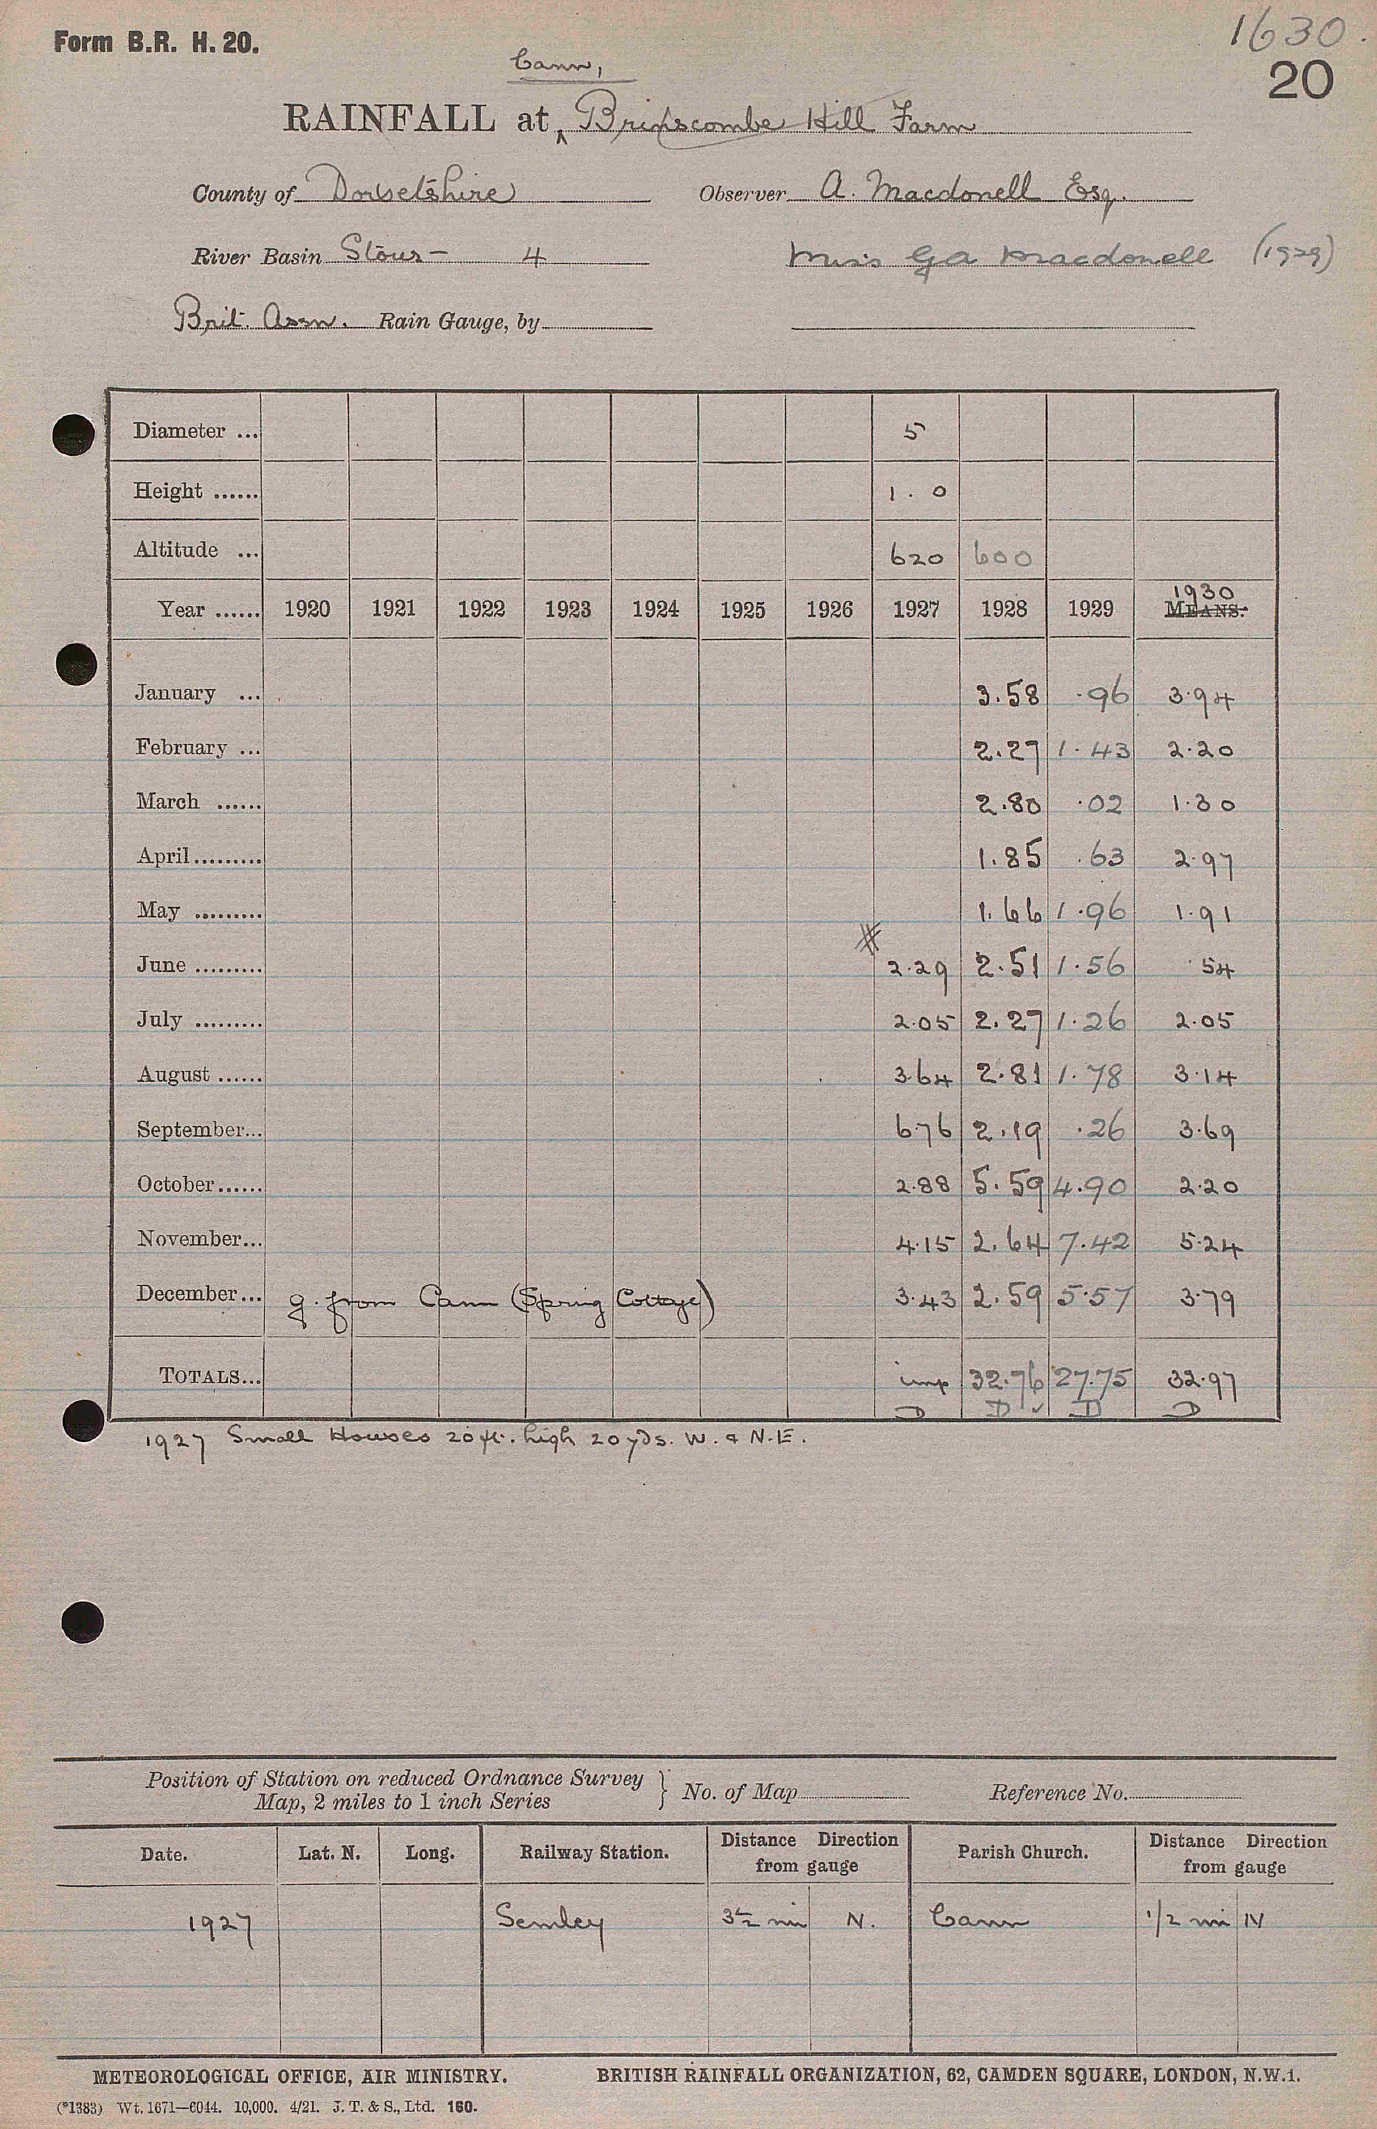 1630.
Form B.R. H. 20.
20
Cann,
RAINFALL at Brinscombe Hill Farm
County of Dorsetshire Observer A. Macdonell Esq.
River Basin Stour - 4 Miss G A Macdonell (1929)
Brit. Assn. Rain Gauge, by
Diameter ... 5
Height ...... 1.0
Altitude ... 620 600
1930
Year ...... 1920 1921 1922 1923 1924 1925 1926 1927 1928 1929 MEANS.
January ... 3.58 .96 3.94
February ... 2.27 1.43 2.20
March ...... 2.80 .02 1.30
April ......... 1.85 .63 2.97
May ......... 1.66 1.96 1.91
#
June ......... 2.29 2.51 1.56 .54
July ......... 2.05 2.27 1.26 2.05
August ...... 3.64 2.81 1.78 3.14
September... 6.76 2.19 .26 3.69
October...... 2.88 5.59 4.90 2.20
November... 4.15 2.64 7.42 5.24
December... g. from Cann (Spring Cottage) 3.43 2.59 5.57 3.79
TOTALS... imp 32.76 27.75 32.97
D D ✓ D D
1927 Small Houses 20 ft. high 20 yds. W. & N.E.
Position of Station on reduced Ordnance Survey
Map, 2 miles to 1 inch Series } No. of Map Reference No.
Date. Lat. N. Long. Railway Station. Distance Direction from gauge Parish Church. Distance Direction from gauge
1927 Semley 3½ mi N. Cann 1/2 mi N
METEOROLOGICAL OFFICE, AIR MINISTRY. BRITISH RAINFALL ORGANIZATION, 62, CAMDEN SQUARE, LONDON, N.W.1.
(*1383) Wt. 1671—6044. 10,000. 4/21. J. T. & S., Ltd. 160.